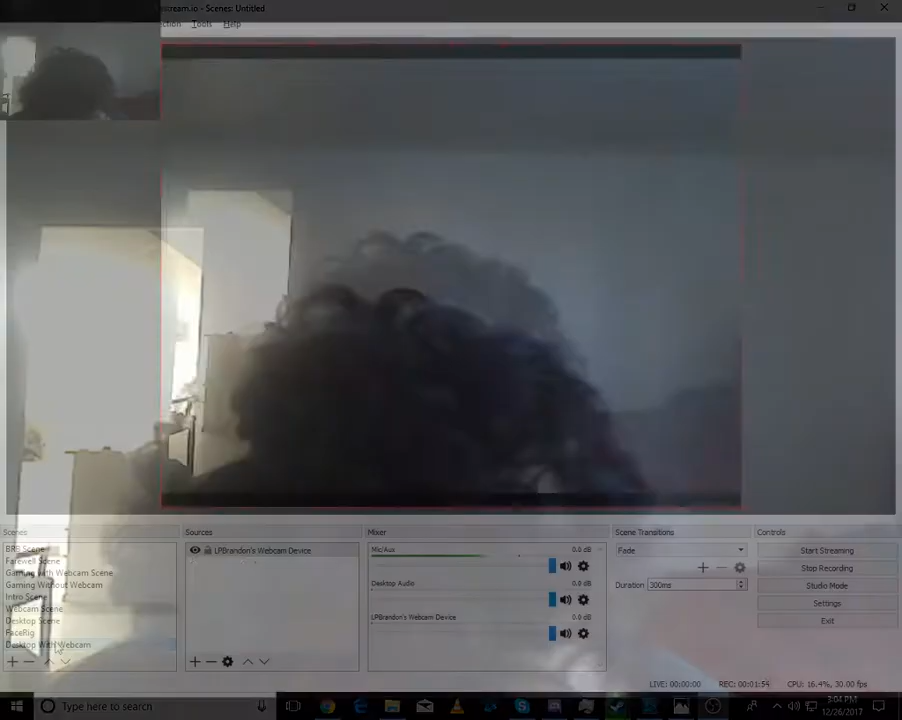 stream.io - Scenes: Untitled
ction Tools Help
Scenes
Sources
Mixer
Scene Transitions
Controls
BRB Scene
Farewell Scene
Gaming with Webcam Scene
Gaming Without Webcam
Intro Scene
Webcam Scene
Desktop Scene
FaceRig
Desktop With Webcam
LPBrandon's Webcam Device
Mic/Aux 0.0 dB
Desktop Audio 0.0 dB
LPBrandon's Webcam Device 0.0 dB
Fade
Duration 300ms
Start Streaming
Stop Recording
Studio Mode
Settings
Exit
LIVE: 00:00:00 REC: 00:01:54 CPU: 16.4%, 30.00 fps
Type here to search
3:04 PM
12/26/2017